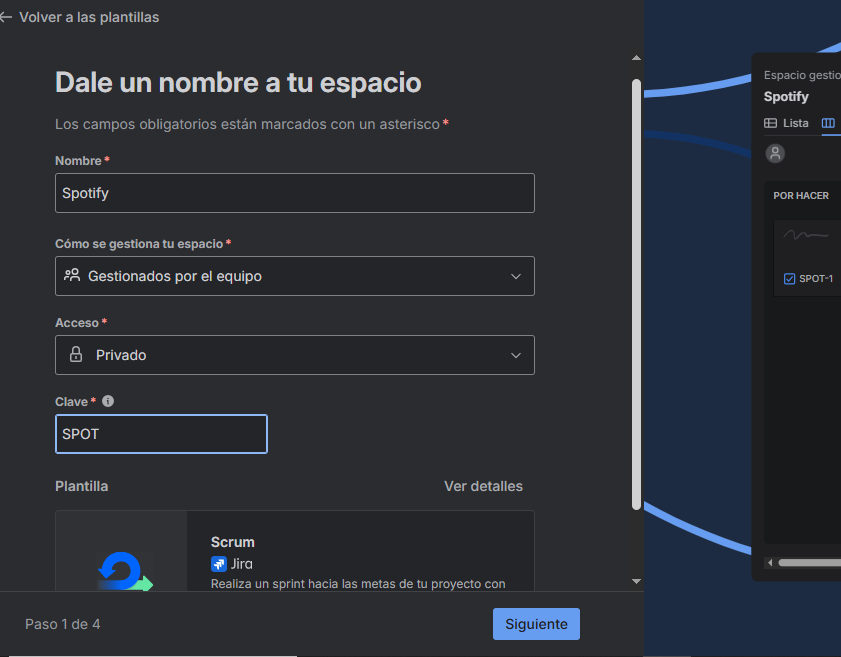 ← Volver a las plantillas
Dale un nombre a tu espacio
Los campos obligatorios están marcados con un asterisco *
Nombre *
Spotify
Cómo se gestiona tu espacio *
Gestionados por el equipo
Acceso *
Privado
Clave *
SPOT
Plantilla
Ver detalles
Scrum
Jira
Realiza un sprint hacia las metas de tu proyecto con
Paso 1 de 4
Siguiente
Espacio gestio
Spotify
Lista
POR HACER
SPOT-1